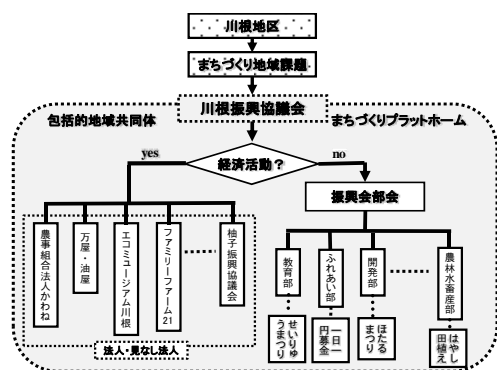 川根地区
まちづくり地域課題
川根振興協議会
包括的地域共同体
まちづくりプラットホーム
yes
経済活動？
no
振興会部会
農事組合法人かわね
万屋・油屋
エコミュージアム川根
ファミリーファーム21
柚子振興協議会
法人・見なし法人
教育部
ふれあい部
開発部
農林水畜産部
せいりゅ
うまつり
一日一
円募金
ほたる
まつり
はやし
田植え